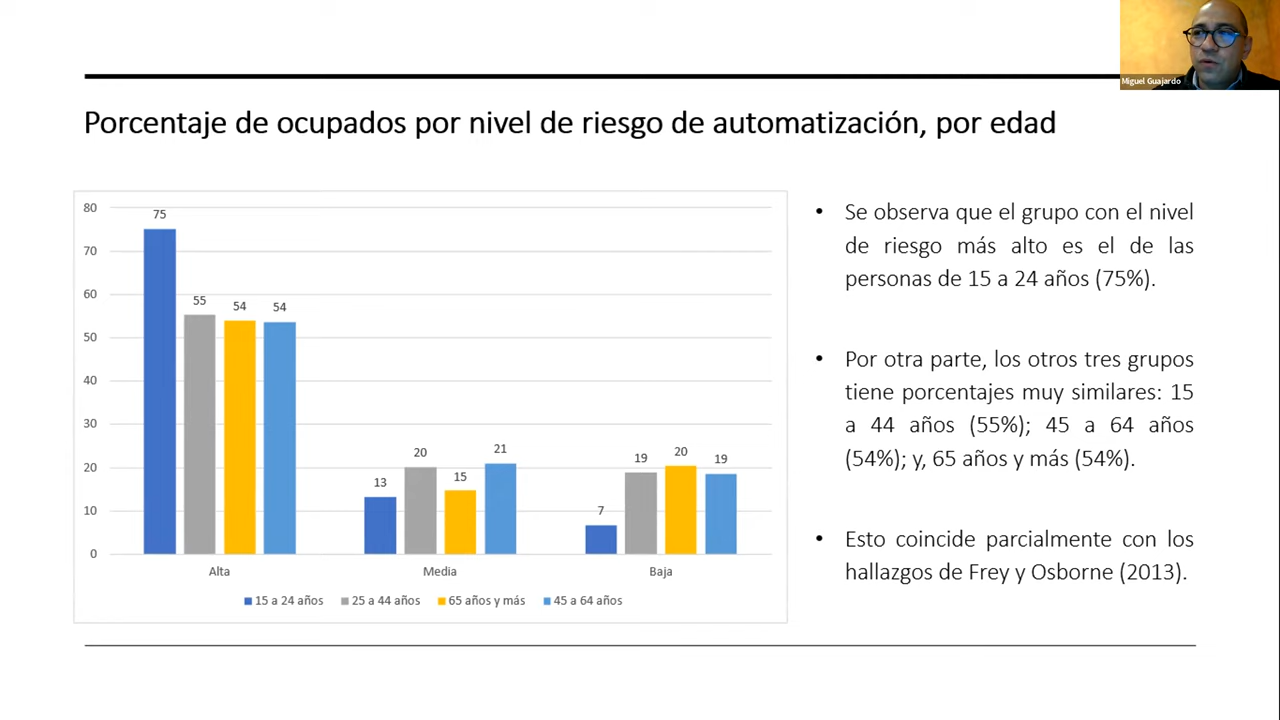 Miguel Guajardo
Porcentaje de ocupados por nivel de riesgo de automatización, por edad
80
70
60
50
40
30
20
10
0
75
55
54
54
13
20
15
21
7
19
20
19
Alta
Media
Baja
15 a 24 años
25 a 44 años
65 años y más
45 a 64 años
• Se observa que el grupo con el nivel
de riesgo más alto es el de las
personas de 15 a 24 años (75%).
• Por otra parte, los otros tres grupos
tiene porcentajes muy similares: 15
a 44 años (55%); 45 a 64 años
(54%); y, 65 años y más (54%).
• Esto coincide parcialmente con los
hallazgos de Frey y Osborne (2013).